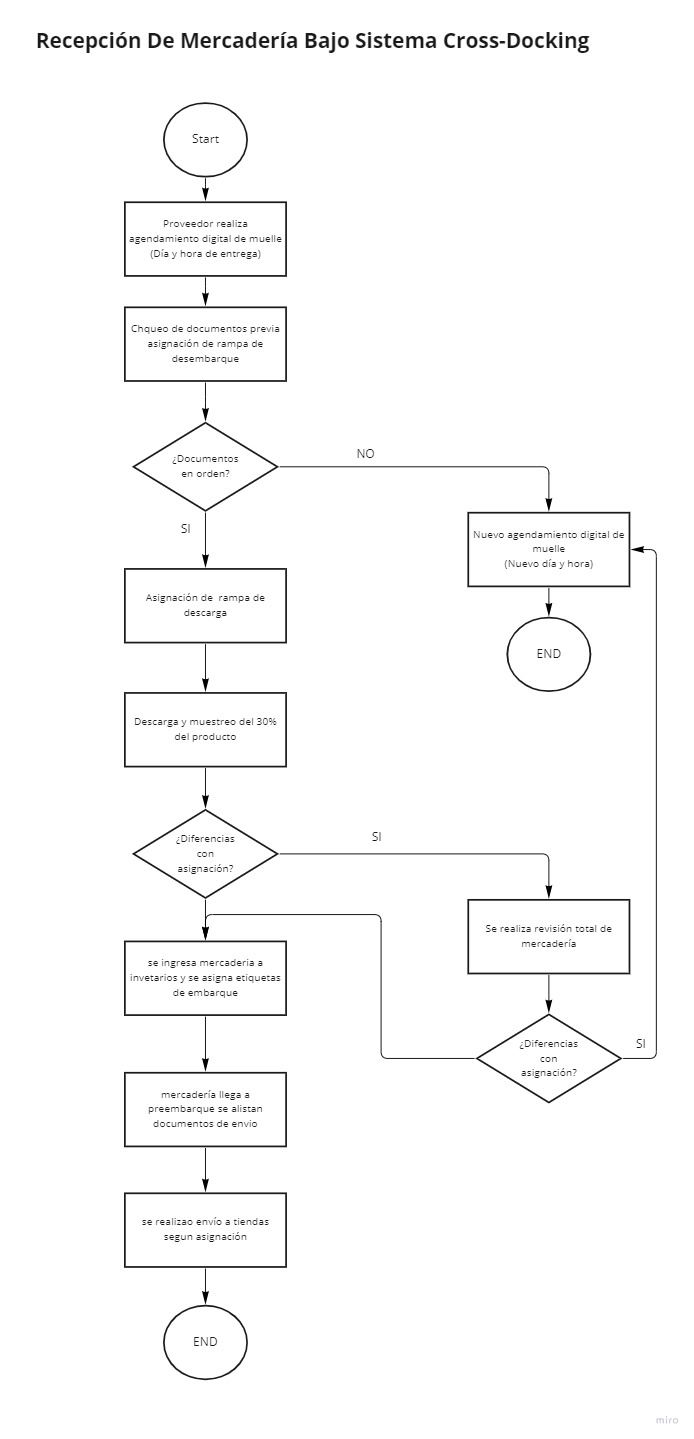 Recepción De Mercadería Bajo Sistema Cross-Docking
Start
Proveedor realiza
agendamiento digital de muelle
(Día y hora de entrega)
Chqueo de documentos previa
asignación de rampa de
desembarque
¿Documentos
en orden?
NO
SI
Nuevo agendamiento digital de
muelle
(Nuevo día y hora)
END
Asignación de rampa de
descarga
Descarga y muestreo del 30%
del producto
¿Diferencias
con
asignación?
SI
Se realiza revisión total de
mercadería
¿Diferencias
con
asignación?
SI
se ingresa mercaderia a
invetarios y se asigna etiquetas
de embarque
mercadería llega a
preembarque se alistan
documentos de envio
se realizao envío a tiendas
segun asignación
END
miro